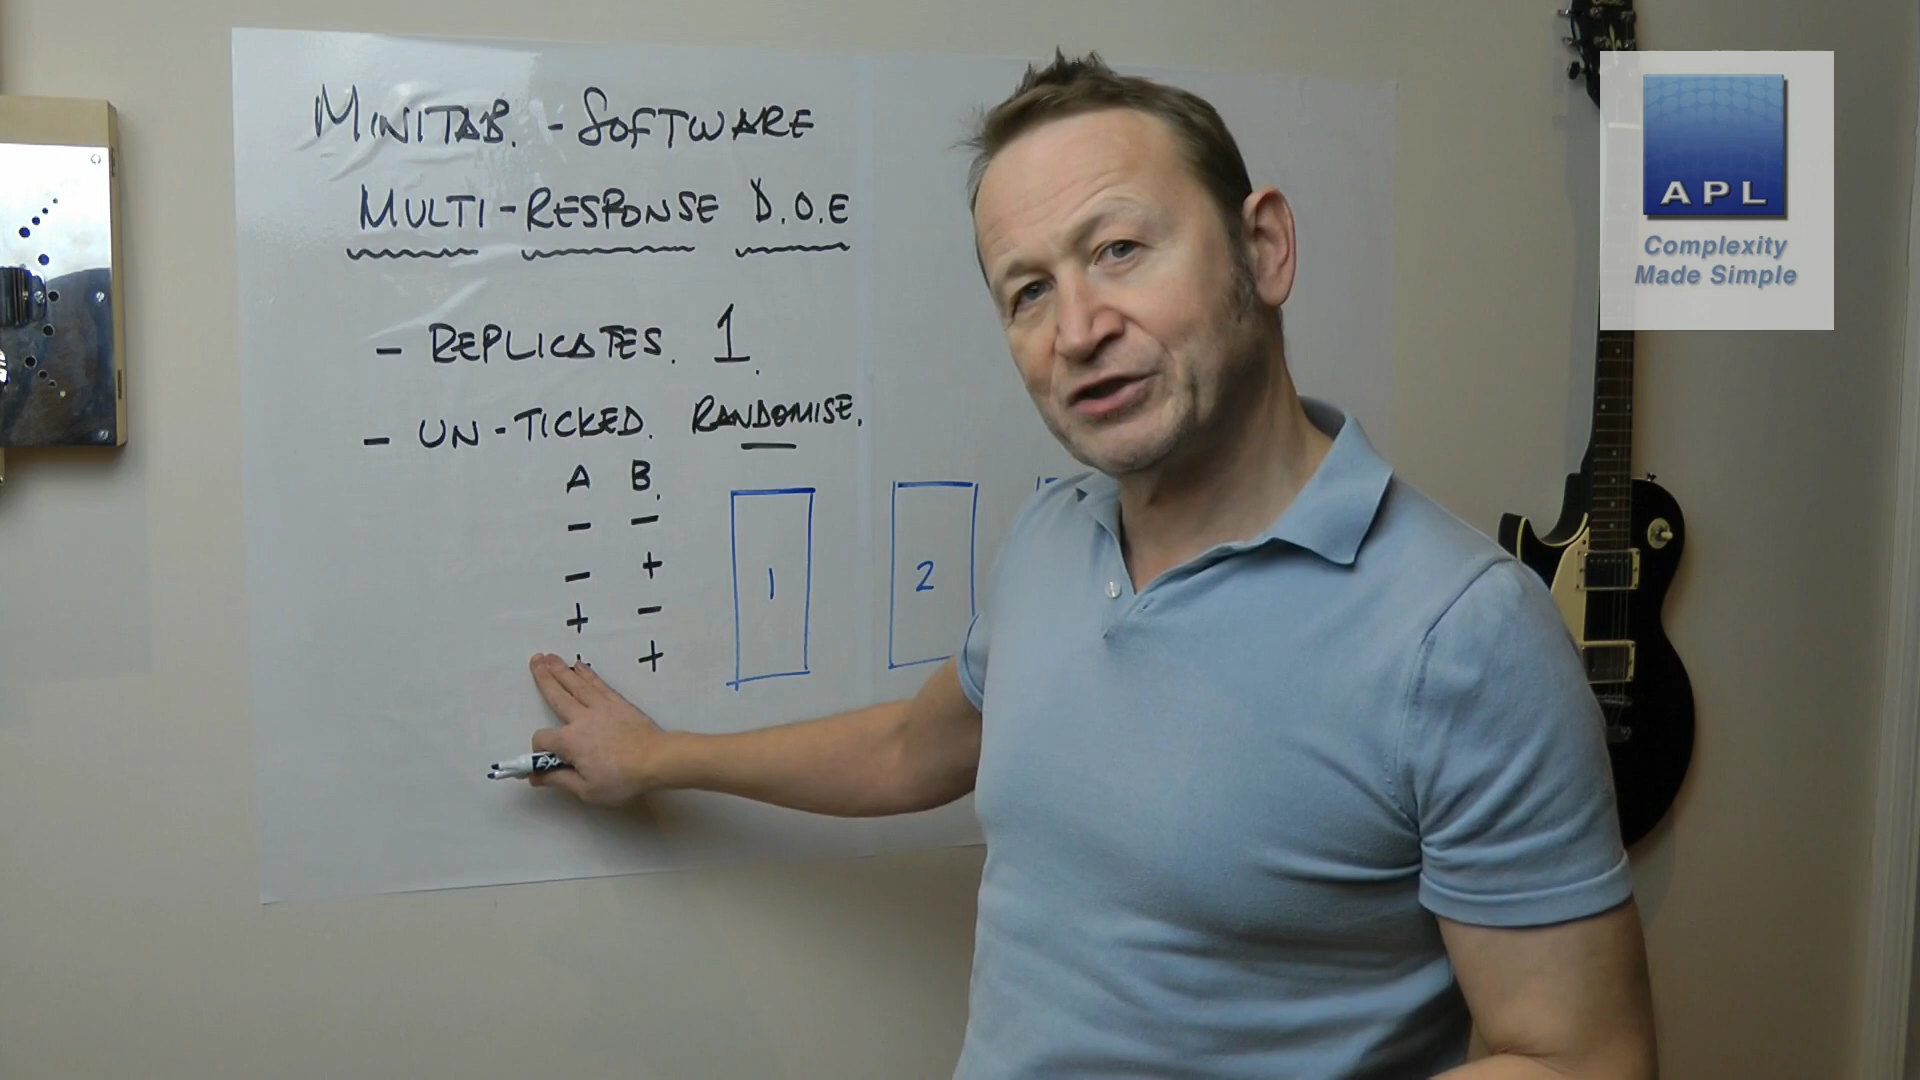 MINITAB. - SOFTWARE
MULTI-RESPONSE D.O.E
- REPLICATES. 1.
- UN-TICKED. RANDOMISE.
A B.
- -
- +
+ -
+ +
1
2
APL
Complexity
Made Simple